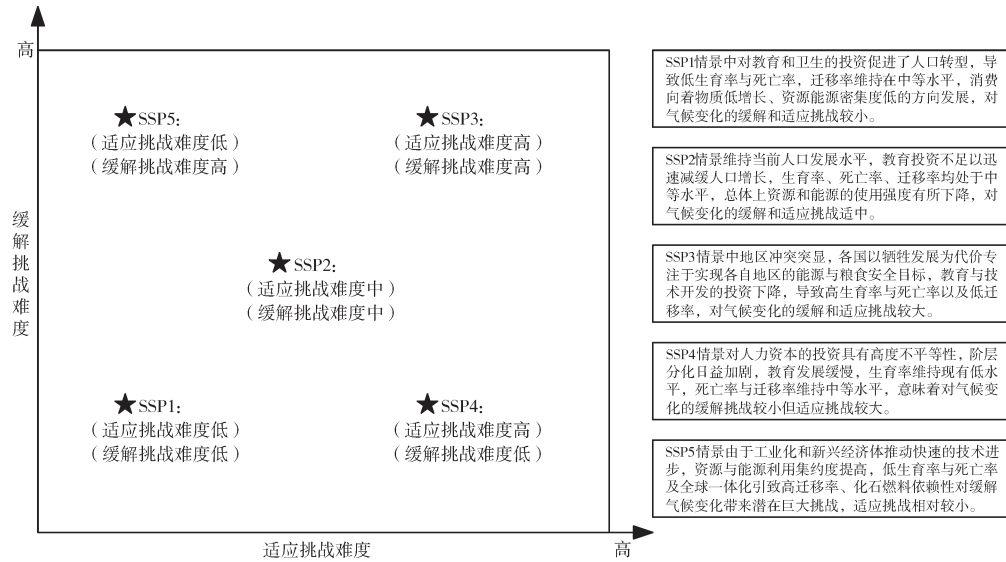 高
★SSP5：
（适应挑战难度低）
（缓解挑战难度高）
★SSP3：
（适应挑战难度高）
（缓解挑战难度高）
缓解挑战难度
★SSP2：
（适应挑战难度中）
（缓解挑战难度中）
★SSP1：
（适应挑战难度低）
（缓解挑战难度低）
★SSP4：
（适应挑战难度高）
（缓解挑战难度低）
适应挑战难度
高
SSP1情景中对教育和卫生的投资促进了人口转型，导
致低生育率与死亡率，迁移率维持在中等水平，消费
向着物质低增长、资源能源密集度低的方向发展，对
气候变化的缓解和适应挑战较小。
SSP2情景维持当前人口发展水平，教育投资不足以迅
速减缓人口增长，生育率、死亡率、迁移率均处于中
等水平，总体上资源和能源的使用强度有所下降，对
气候变化的缓解和适应挑战适中。
SSP3情景中地区冲突突显，各国以牺牲发展为代价专
注于实现各自地区的能源与粮食安全目标，教育与技
术开发的投资下降，导致高生育率与死亡率以及低迁
移率，对气候变化的缓解和适应挑战较大。
SSP4情景对人力资本的投资具有高度不平等性，阶层
分化日益加剧，教育发展缓慢，生育率维持现有低水
平，死亡率与迁移率维持中等水平，意味着对气候变
化的缓解挑战较小但适应挑战较大。
SSP5情景由于工业化和新兴经济体推动快速的技术进
步，资源与能源利用集约度提高，低生育率与死亡率
及全球一体化引致高迁移率、化石燃料依赖性对缓解
气候变化带来潜在巨大挑战，适应挑战相对较小。